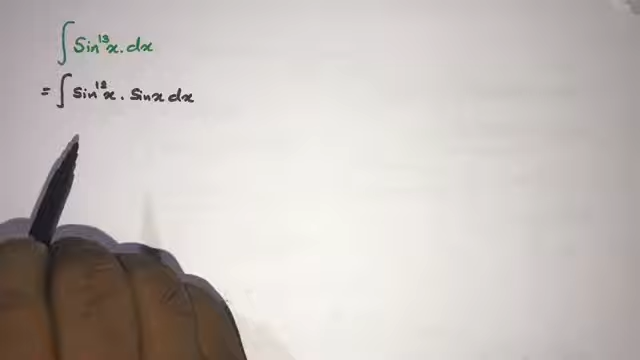 ∫ Sin¹³x. dx
= ∫ Sin¹²x . Sinx dx